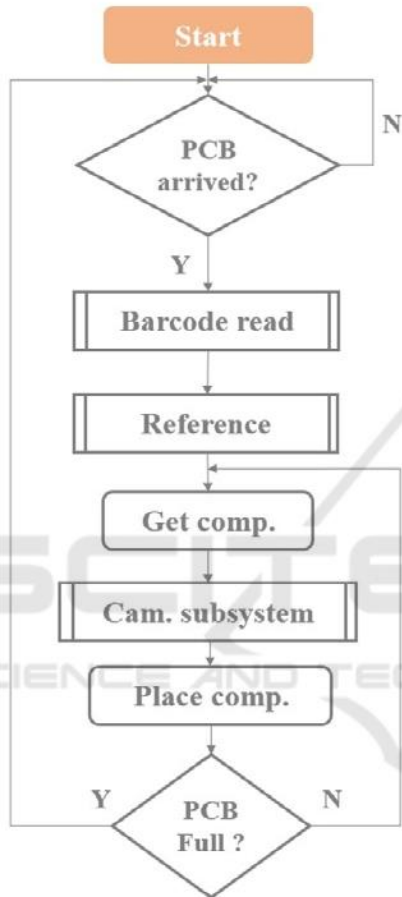 Start
N
PCB
arrived?
Y
Barcode read
Reference
Get comp.
Cam. subsystem
Place comp.
Y
PCB
N
Full ?